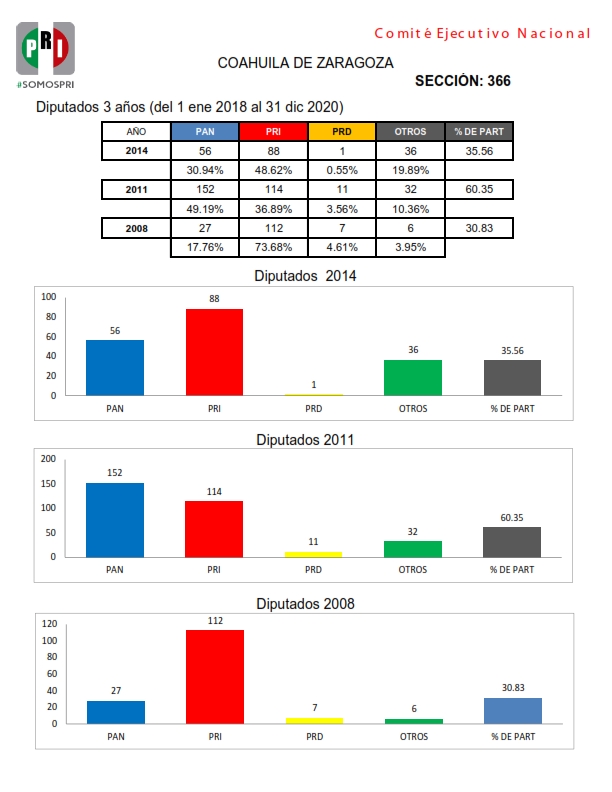 Comité Ejecutivo Nacional
PRI
#SOMOSPRI
COAHUILA DE ZARAGOZA
SECCIÓN: 366
Diputados 3 años (del 1 ene 2018 al 31 dic 2020)
AÑO PAN PRI PRD OTROS % DE PART
2014 56 88 1 36 35.56
30.94% 48.62% 0.55% 19.89%
2011 152 114 11 32 60.35
49.19% 36.89% 3.56% 10.36%
2008 27 112 7 6 30.83
17.76% 73.68% 4.61% 3.95%
Diputados 2014
100
80
60
40
20
0
56 88 1 36 35.56
PAN PRI PRD OTROS % DE PART
Diputados 2011
200
150
100
50
0
152 114 11 32 60.35
PAN PRI PRD OTROS % DE PART
Diputados 2008
120
100
80
60
40
20
0
27 112 7 6 30.83
PAN PRI PRD OTROS % DE PART